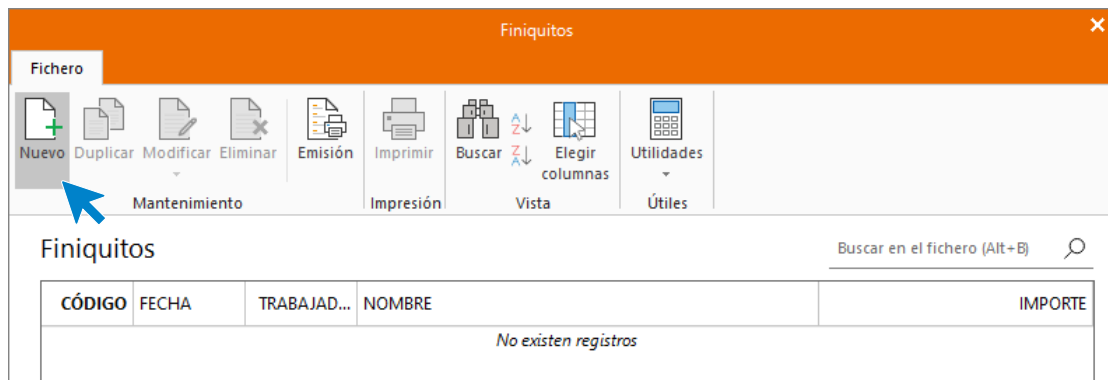 Finiquitos
Fichero
Nuevo Duplicar Modificar Eliminar Emisión Imprimir Buscar Elegir columnas Utilidades
Mantenimiento Impresión Vista Útiles
Finiquitos
Buscar en el fichero (Alt+B)
CÓDIGO FECHA TRABAJAD... NOMBRE IMPORTE
No existen registros